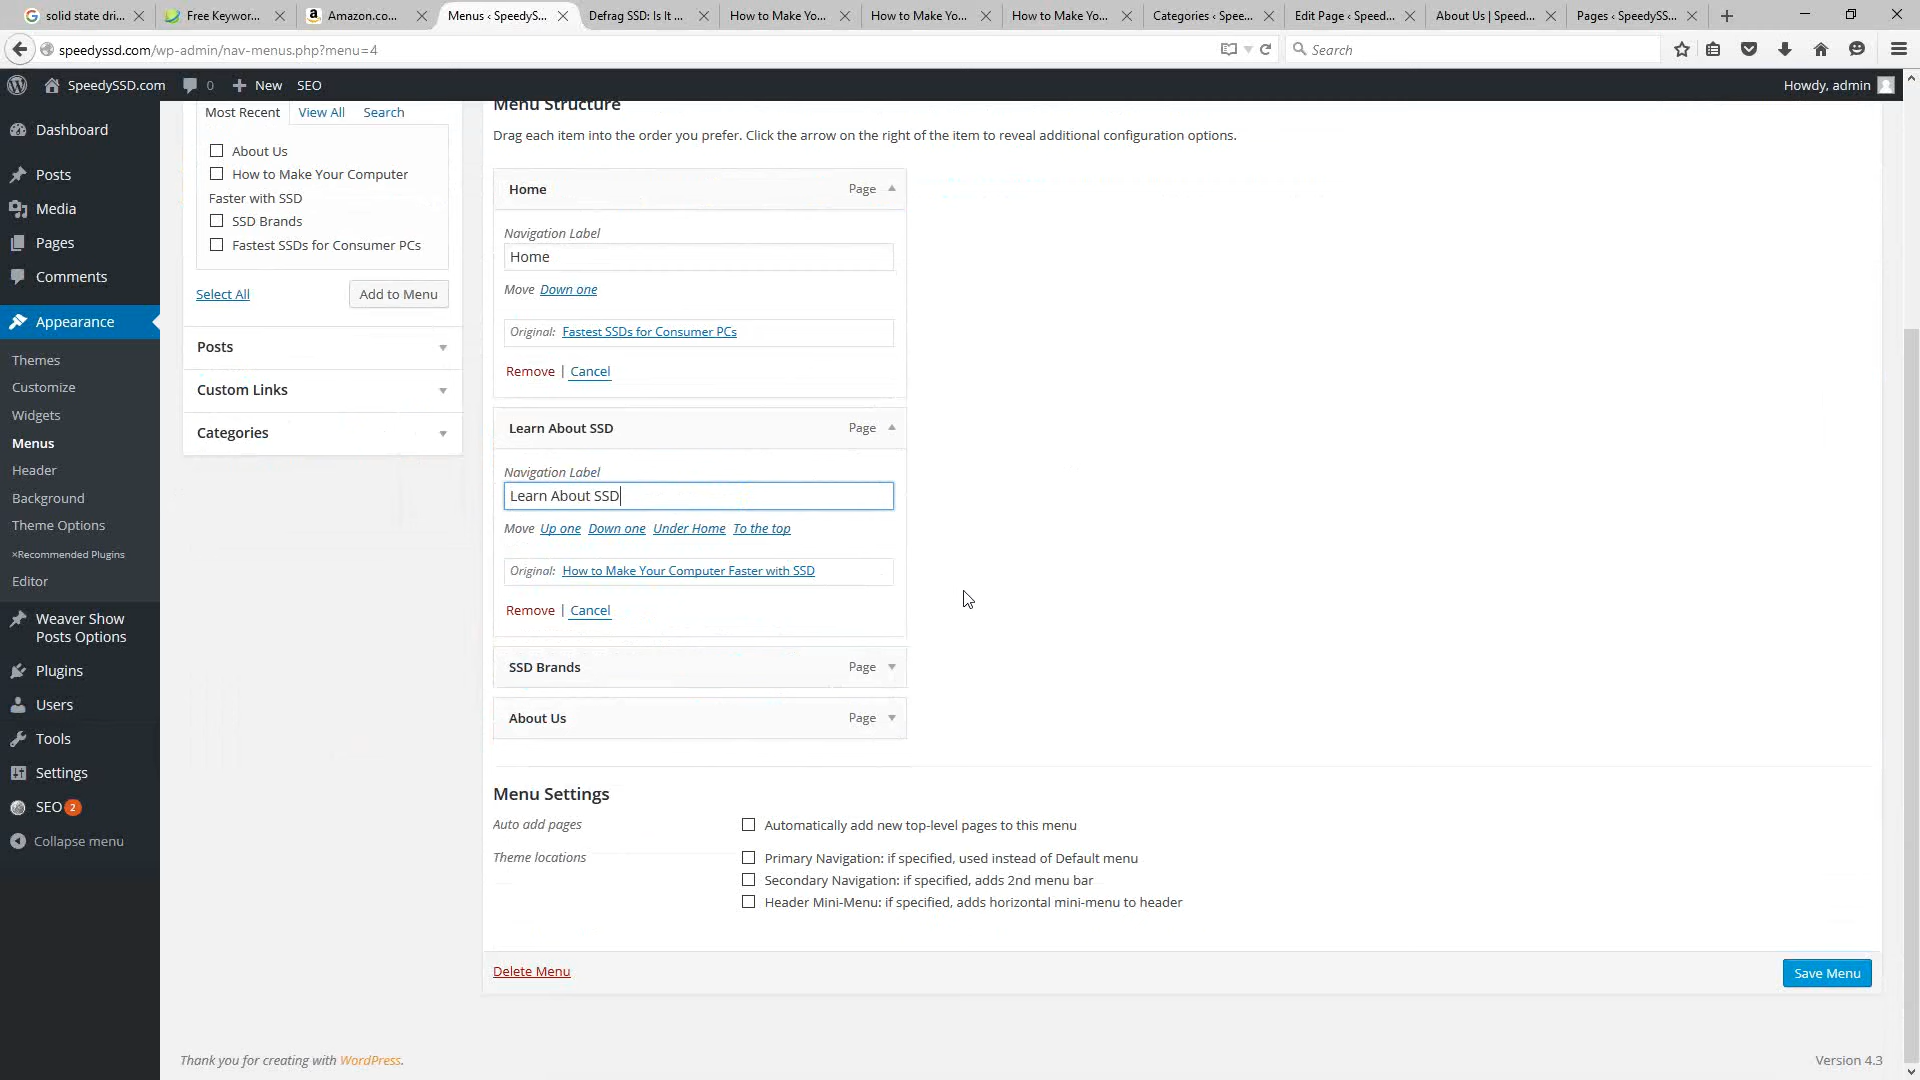 solid state dri...
Free Keywor...
Amazon.co...
Menus ‹ SpeedyS...
Defrag SSD: Is It ...
How to Make Yo...
How to Make Yo...
How to Make Yo...
Categories ‹ Spee...
Edit Page ‹ Speed...
About Us | Speed...
Pages ‹ SpeedySS...
speedyssd.com/wp-admin/nav-menus.php?menu=4
Search
SpeedySSD.com
0
New
SEO
Howdy, admin
Dashboard
Posts
Media
Pages
Comments
Appearance
Themes
Customize
Widgets
Menus
Header
Background
Theme Options
×Recommended Plugins
Editor
Weaver Show
Posts Options
Plugins
Users
Tools
Settings
SEO 2
Collapse menu
Most Recent
View All
Search
About Us
How to Make Your Computer
Faster with SSD
SSD Brands
Fastest SSDs for Consumer PCs
Select All
Add to Menu
Posts
Custom Links
Categories
Menu Structure
Drag each item into the order you prefer. Click the arrow on the right of the item to reveal additional configuration options.
Home Page
Navigation Label
Home
Move Down one
Original: Fastest SSDs for Consumer PCs
Remove | Cancel
Learn About SSD Page
Navigation Label
Learn About SSD
Move Up one Down one Under Home To the top
Original: How to Make Your Computer Faster with SSD
Remove | Cancel
SSD Brands Page
About Us Page
Menu Settings
Auto add pages
Automatically add new top-level pages to this menu
Theme locations
Primary Navigation: if specified, used instead of Default menu
Secondary Navigation: if specified, adds 2nd menu bar
Header Mini-Menu: if specified, adds horizontal mini-menu to header
Delete Menu
Save Menu
Thank you for creating with WordPress.
Version 4.3